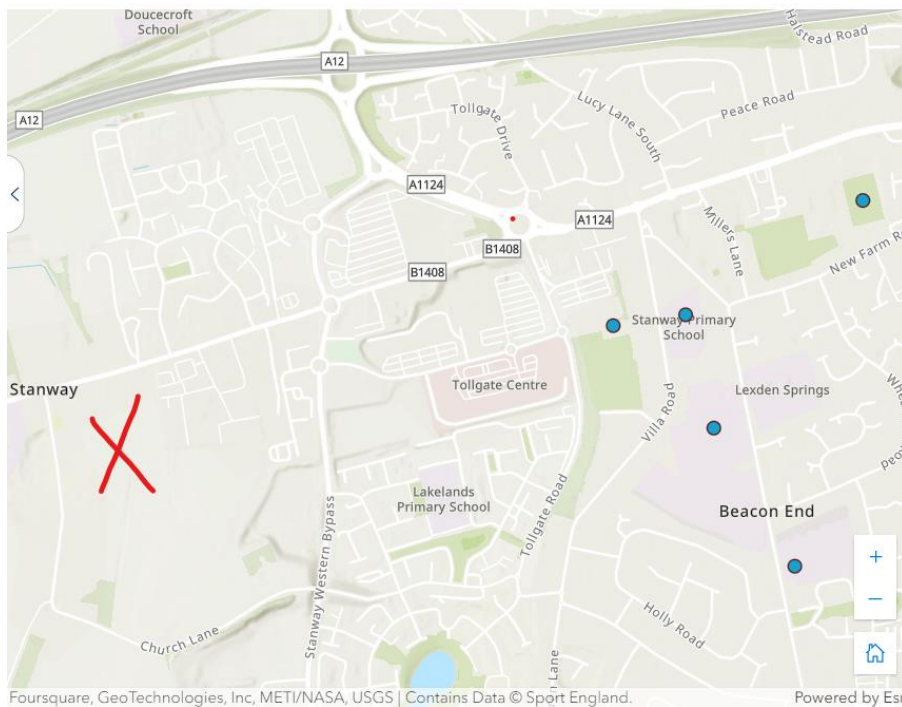 Doucecroft
School
Halstead Road
A12
A12
Tollgate
Drive
Lucy Lane South
Peace Road
A1124
A1124
B1408
B1408
Millers Lane
New Farm R
Stanway Primary
School
Stanway
Tollgate Centre
Lexden Springs
Villa Road
Lakelands
Primary School
Tollgate Road
Beacon End
Stanway Western Bypass
Church Lane
Holly Road
Lane
Foursquare, GeoTechnologies, Inc, METI/NASA, USGS | Contains Data © Sport England.
Powered by Esr